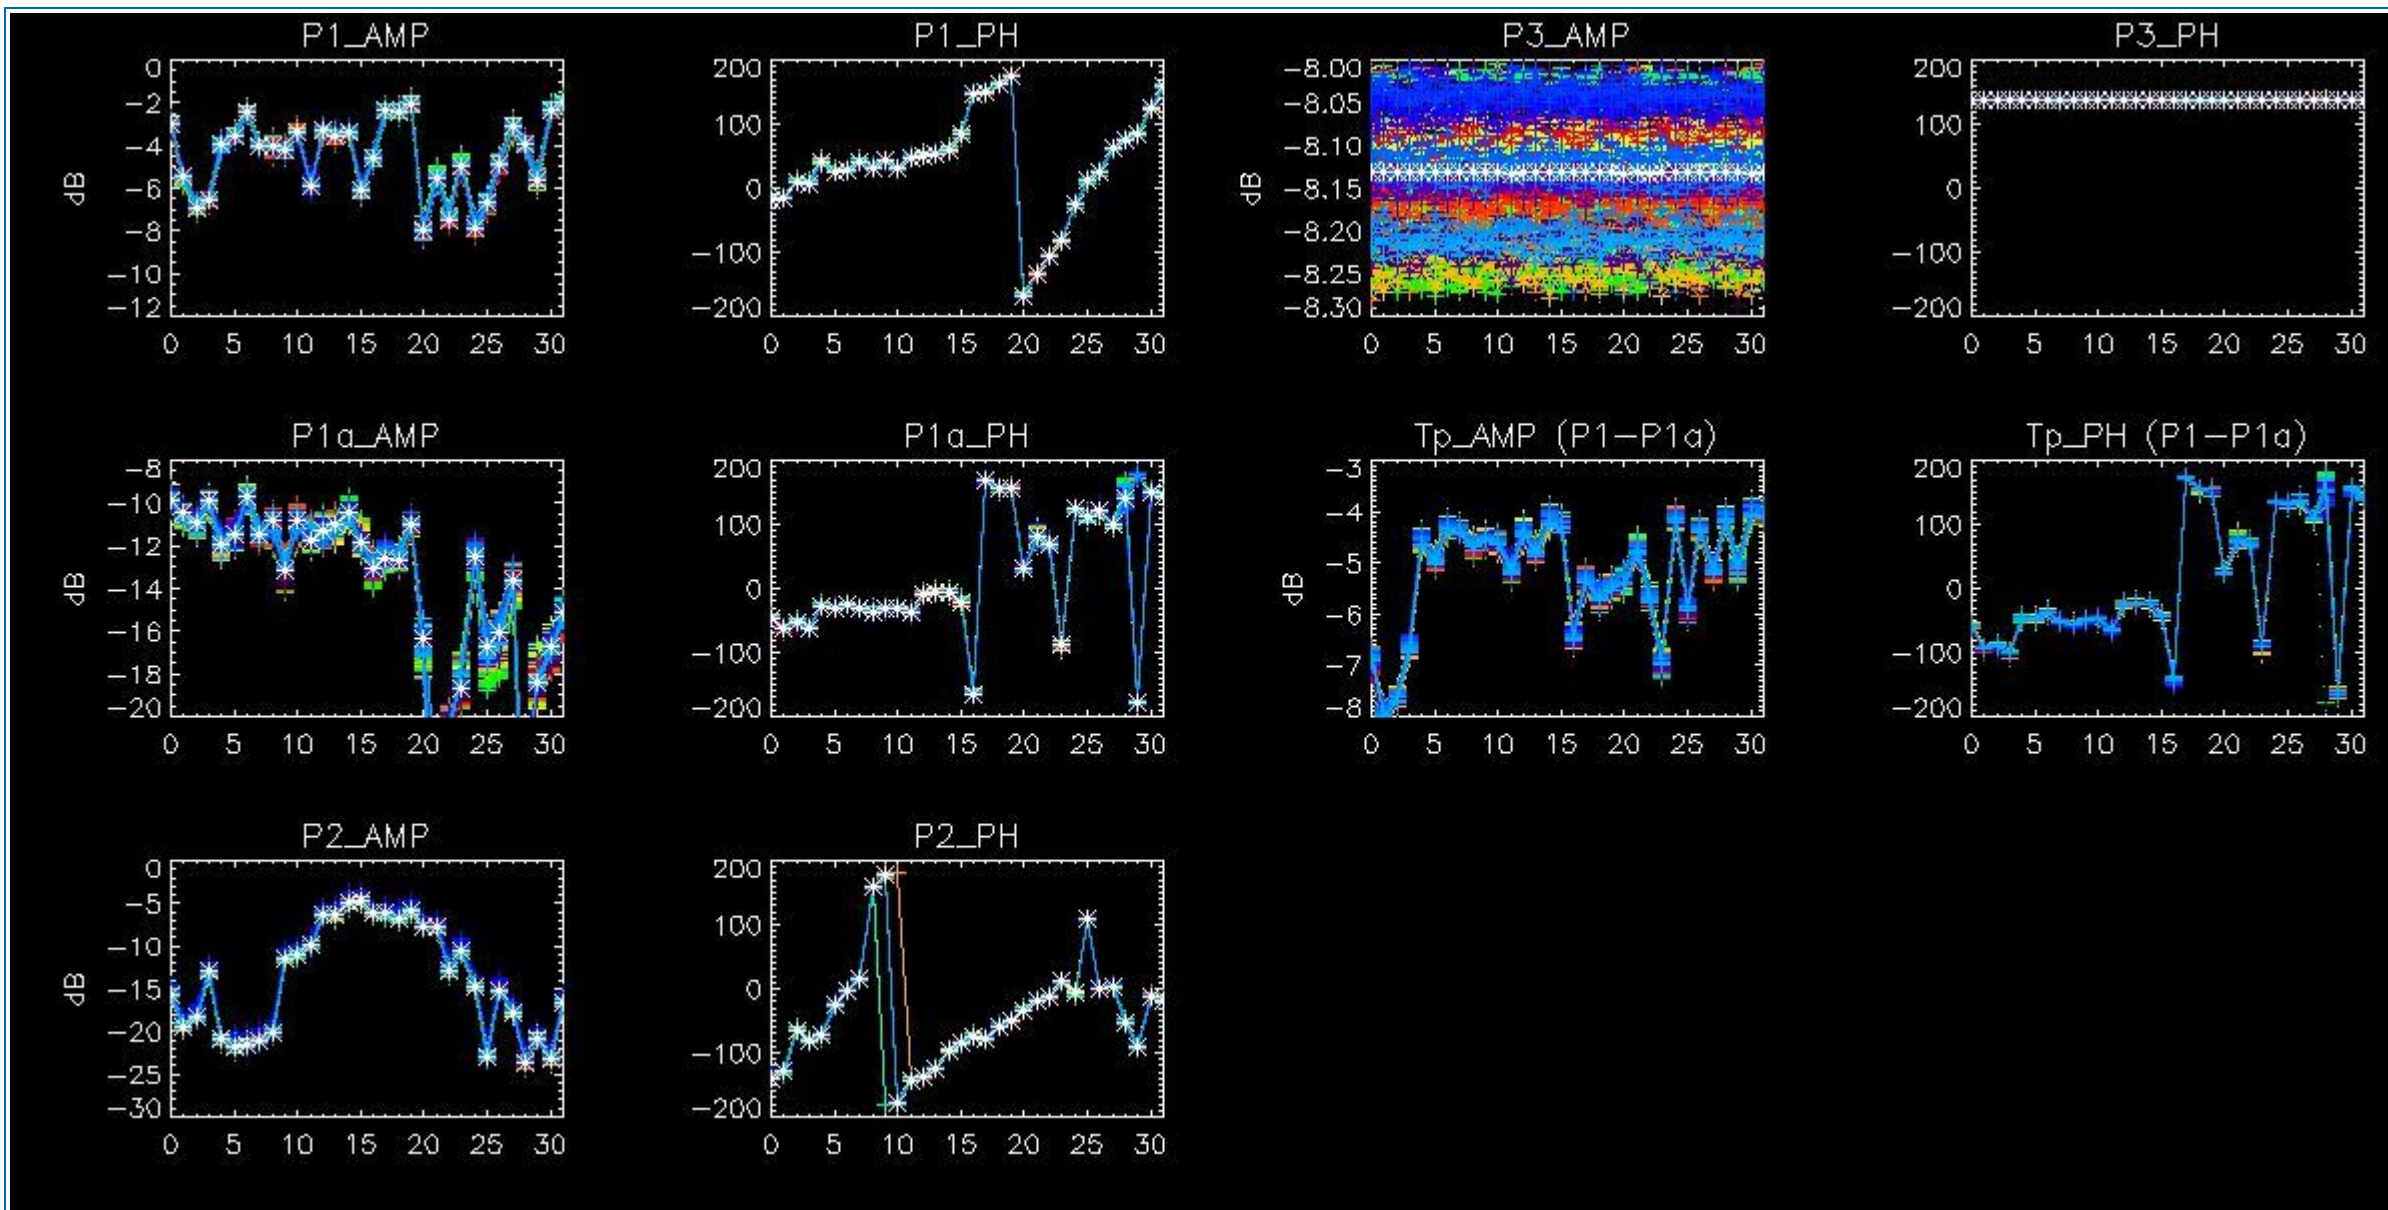 P1_AMP
P1_PH
P3_AMP
P3_PH
0
−2
−4
−6
−8
−10
−12
dB
0 5 10 15 20 25 30
200
100
0
−100
−200
0 5 10 15 20 25 30
−8.00
−8.05
−8.10
−8.15
−8.20
−8.25
−8.30
dB
0 5 10 15 20 25 30
200
100
0
−100
−200
0 5 10 15 20 25 30
P1a_AMP
P1a_PH
Tp_AMP (P1−P1a)
Tp_PH (P1−P1a)
−8
−10
−12
−14
−16
−18
−20
dB
0 5 10 15 20 25 30
200
100
0
−100
−200
0 5 10 15 20 25 30
−3
−4
−5
−6
−7
−8
dB
0 5 10 15 20 25 30
200
100
0
−100
−200
0 5 10 15 20 25 30
P2_AMP
P2_PH
0
−5
−10
−15
−20
−25
−30
dB
0 5 10 15 20 25 30
200
100
0
−100
−200
0 5 10 15 20 25 30